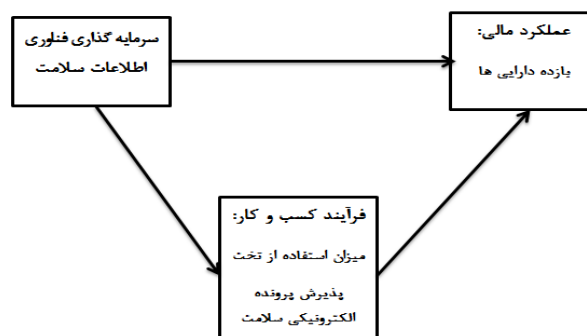 سرمایه گذاری فناوری
اطلاعات سلامت
عملکرد مالی:
بازده دارایی ها
فرآیند کسب و کار:
میزان استفاده از تخت
پذیرش پرونده
الکترونیکی سلامت